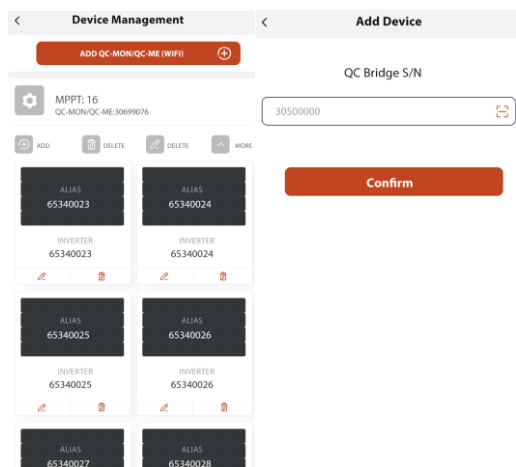 Device Management
ADD QC-MON/QC-ME (WIFI)
MPPT: 16
QC-MON/QC-ME:30699076
ADD
DELETE
DELETE
MORE
ALIAS
65340023
INVERTER
65340023
ALIAS
65340024
INVERTER
65340024
ALIAS
65340025
INVERTER
65340025
ALIAS
65340026
INVERTER
65340026
ALIAS
65340027
ALIAS
65340028
Add Device
QC Bridge S/N
30500000
Confirm